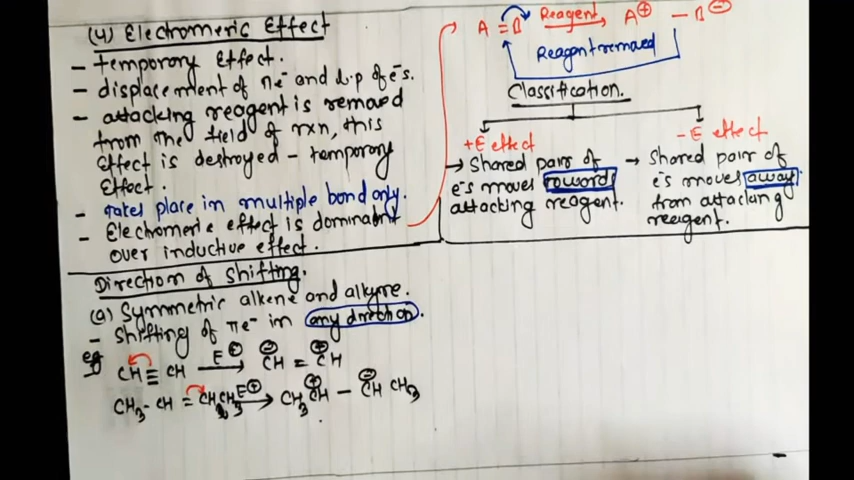 (4) Electromeric Effect
- temporary Effect.
- displacement of πe⁻ and l.p of e⁻s.
- attacking reagent is removed
from the field of rxn, this
Effect is destroyed - temporary
Effect.
- takes place in multiple bond only.
- Electromeric effect is dominant
over inductive effect.
A = B Reagent A⊕ - B⊖
Reagent removed
Classification.
+E effect
→ Shared pair of
e⁻s moves towards
attacking reagent.
-E effect
→ Shared pair of
e⁻s moves away
from attacking
reagent.
Direction of Shifting.
(a) Symmetric alkene and alkyne.
- Shifting of πe⁻ in any direction.
eg CH ≡ CH E⊕ → ⊖CH = ⊕CH
CH₃-CH = CHCH₃ E⊕ → CH₃⊕CH - ⊖CH CH₃